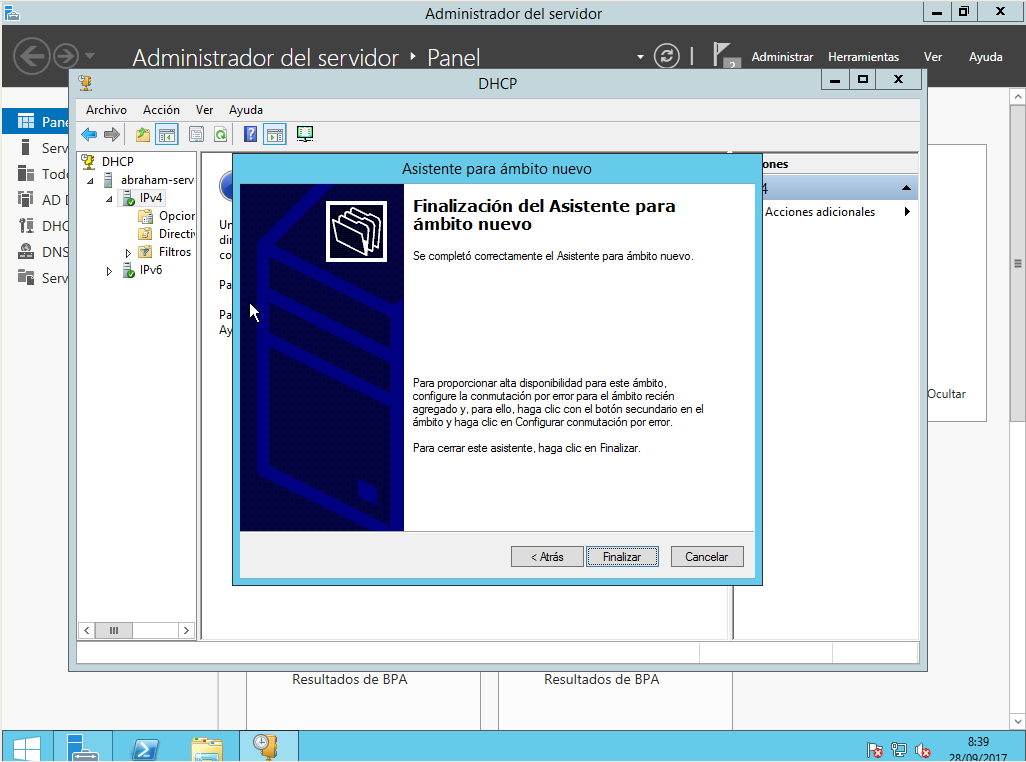 Administrador del servidor
Administrador del servidor ‣ Panel
2
Administrar Herramientas Ver Ayuda
DHCP
Archivo Acción Ver Ayuda
Pane
Serv
Todo
AD D
DHC
DNS
Serv
DHCP
abraham-serv
IPv4
Opcion
Directiv
Filtros
IPv6
Un
dir
co
Pa
Pa
Ay
ones
4
Acciones adicionales
Asistente para ámbito nuevo
Finalización del Asistente para
ámbito nuevo
Se completó correctamente el Asistente para ámbito nuevo.
Para proporcionar alta disponibilidad para este ámbito,
configure la conmutación por error para el ámbito recién
agregado y, para ello, haga clic con el botón secundario en el
ámbito y haga clic en Configurar conmutación por error.
Para cerrar este asistente, haga clic en Finalizar.
< Atrás Finalizar Cancelar
Ocultar
Resultados de BPA Resultados de BPA
8:39
28/09/2017